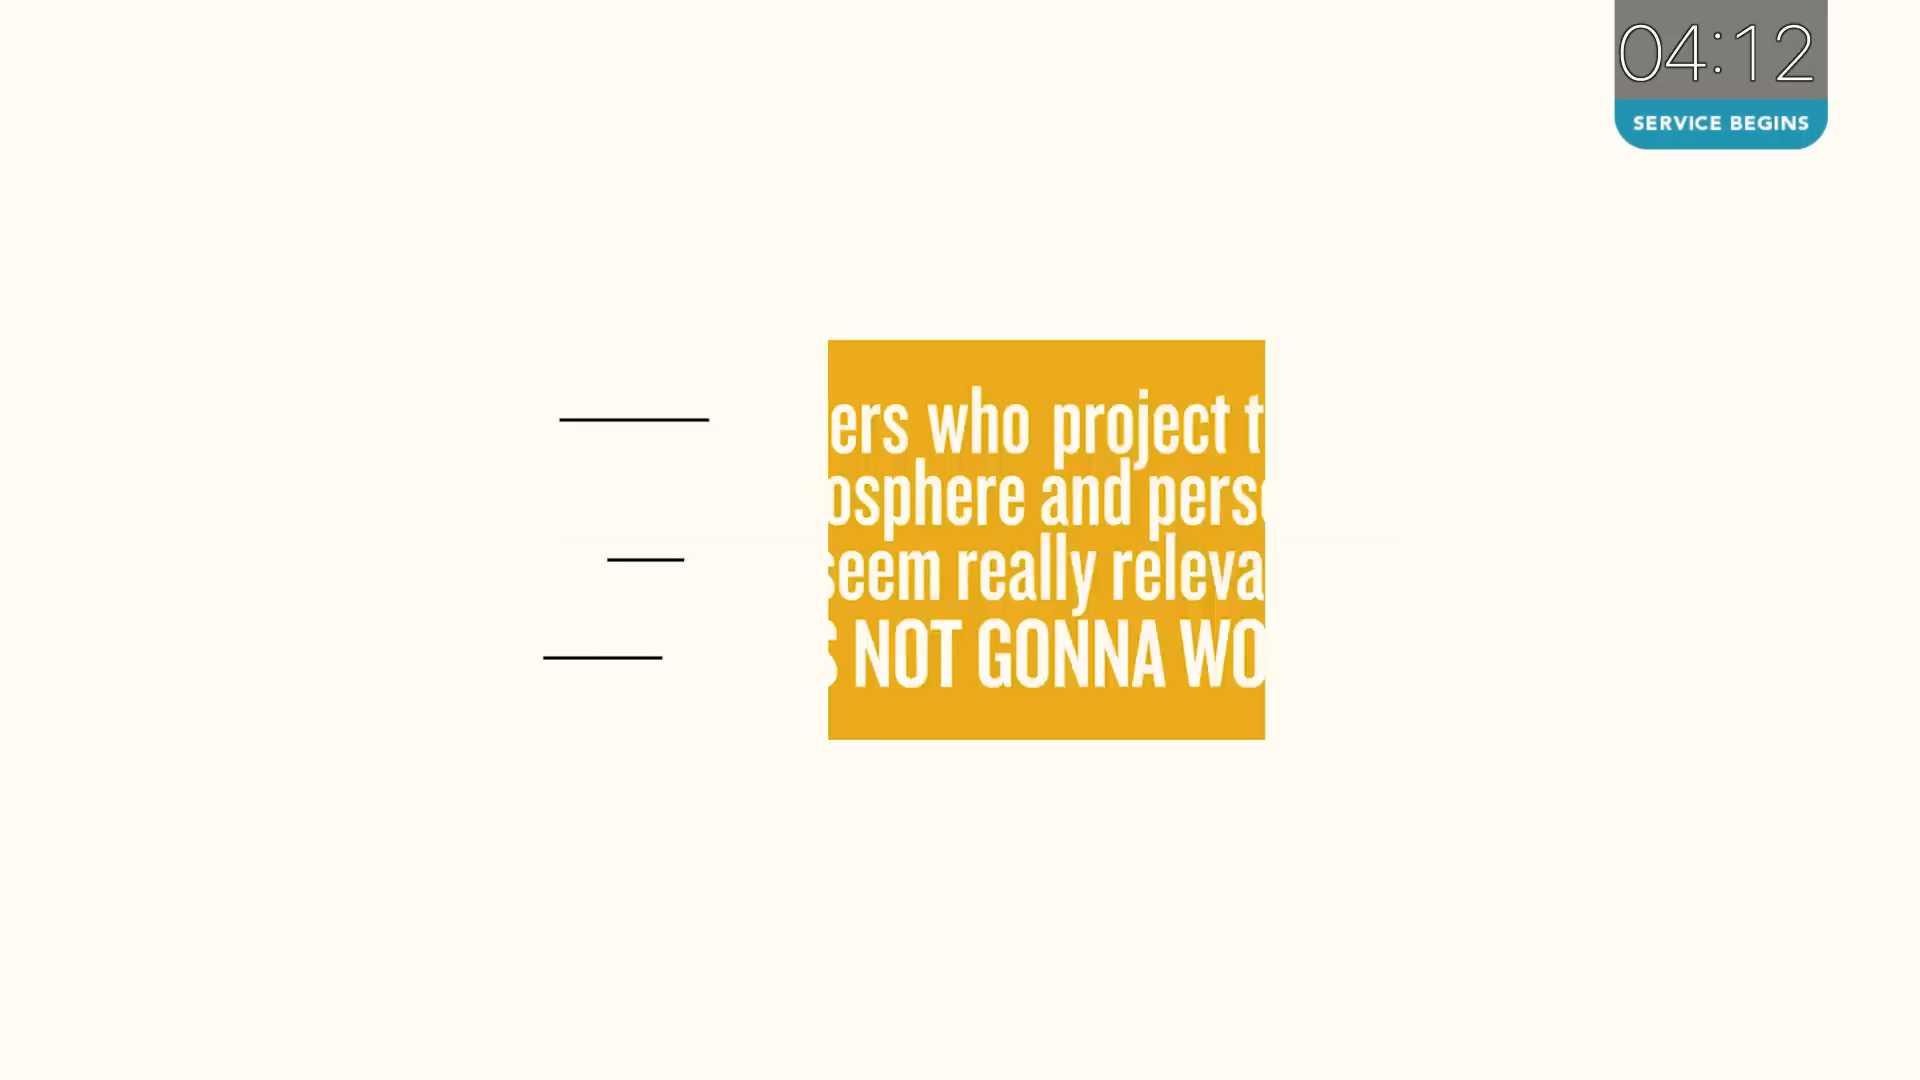 04:12
SERVICE BEGINS
ers who project t
osphere and pers
seem really releva
S NOT GONNA WO